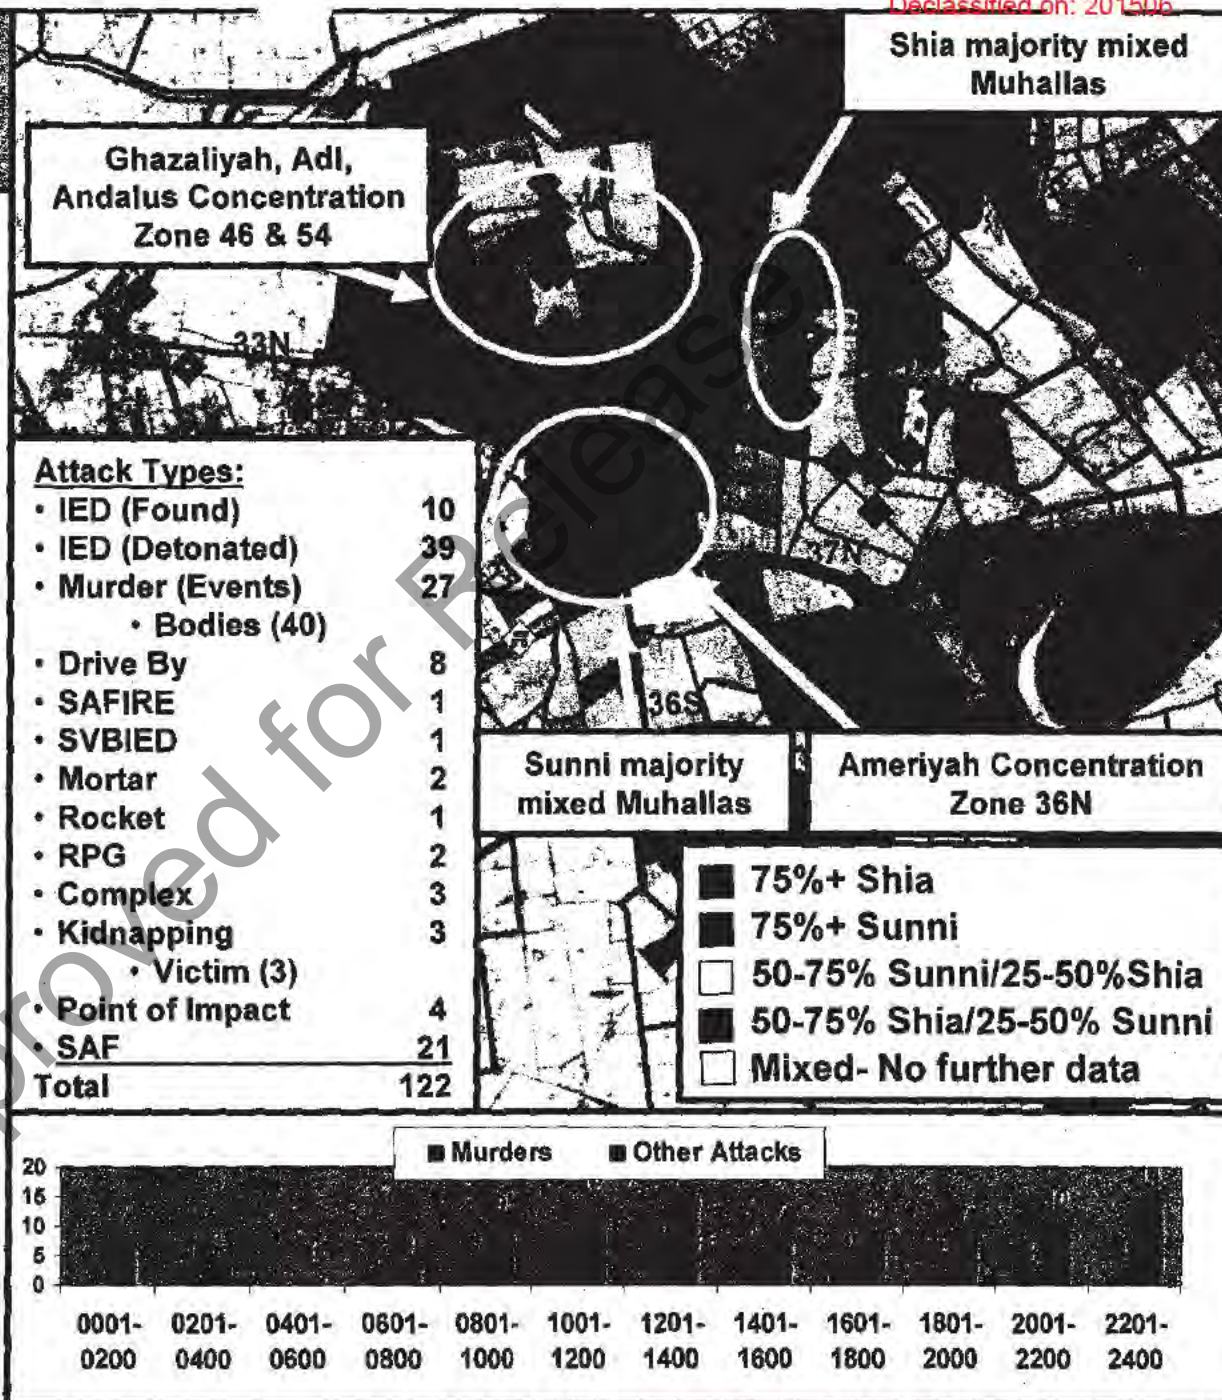 Declassified on: 201506
Shia majority mixed
Muhallas
Ghazaliyah, Adl,
Andalus Concentration
Zone 46 & 54
33N
37N
36S
Attack Types:
• IED (Found) 10
• IED (Detonated) 39
• Murder (Events) 27
• Bodies (40)
• Drive By 8
• SAFIRE 1
• SVBIED 1
• Mortar 2
• Rocket 1
• RPG 2
• Complex 3
• Kidnapping 3
• Victim (3)
• Point of Impact 4
• SAF 21
Total 122
Sunni majority
mixed Muhallas
Ameriyah Concentration
Zone 36N
75%+ Shia
75%+ Sunni
50-75% Sunni/25-50%Shia
50-75% Shia/25-50% Sunni
Mixed- No further data
Murders Other Attacks
20
15
10
5
0
0001-0200 0201-0400 0401-0600 0601-0800 0801-1000 1001-1200 1201-1400 1401-1600 1601-1800 1801-2000 2001-2200 2201-2400
proved for Release